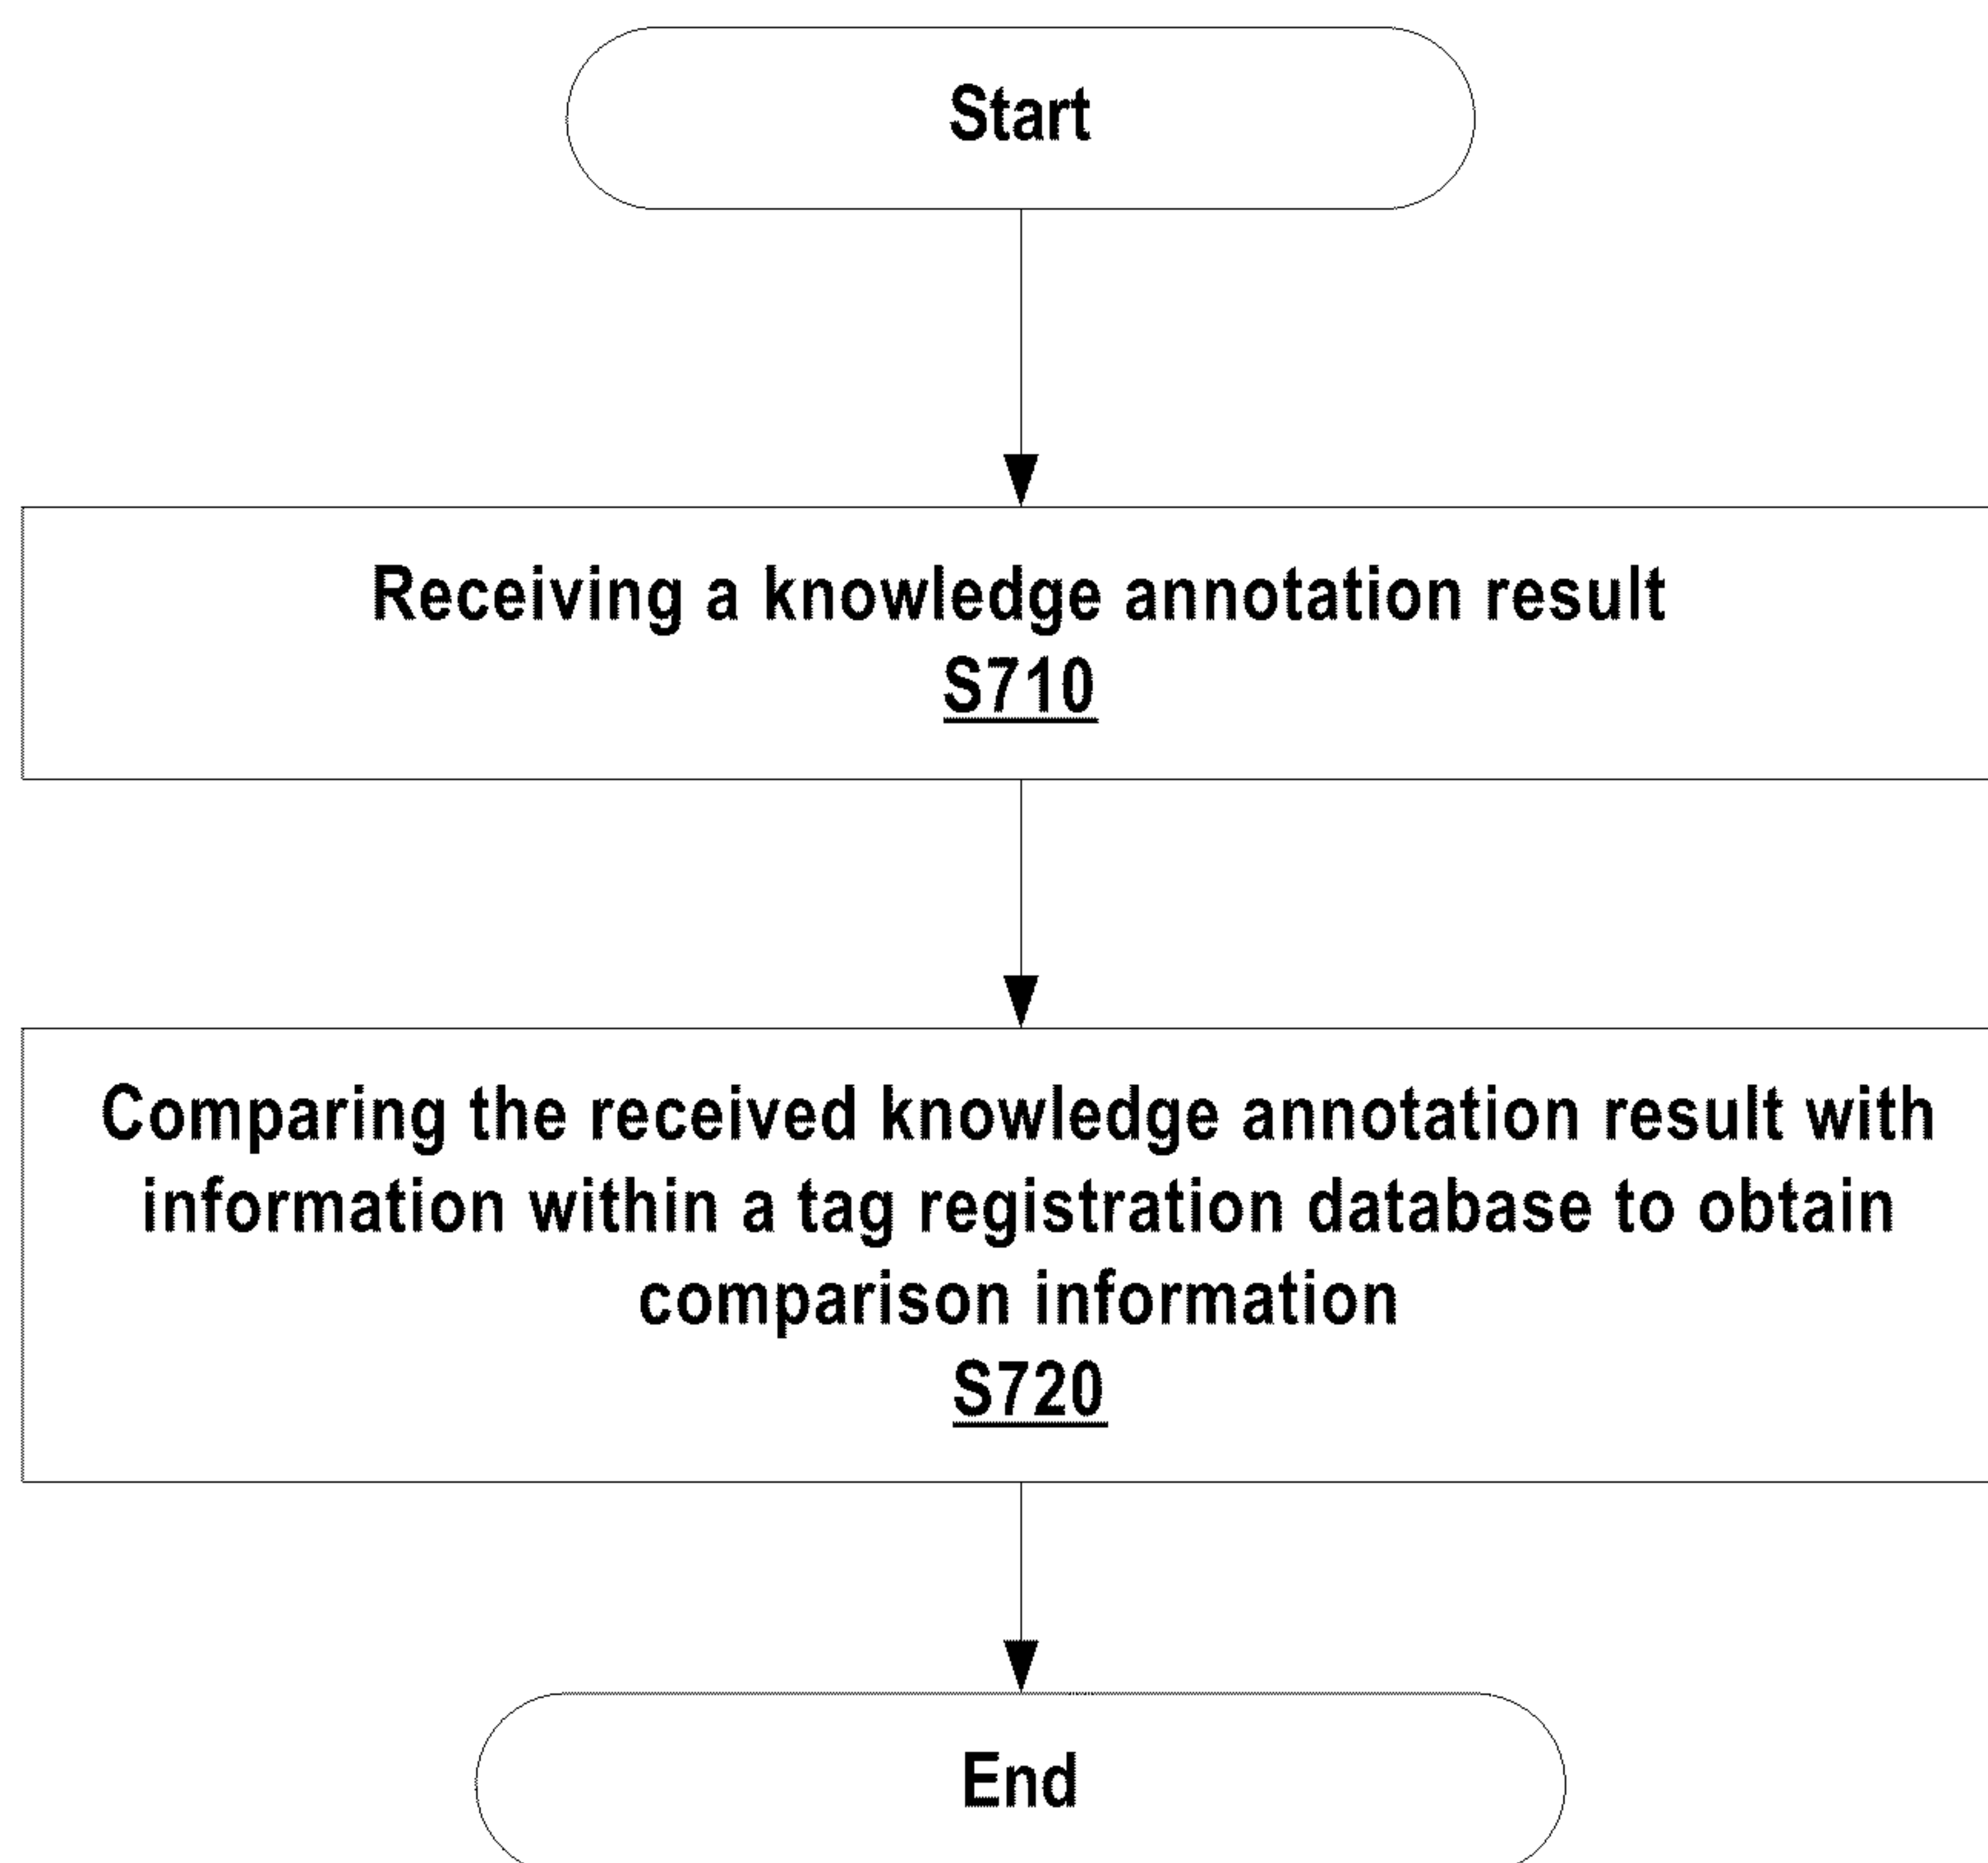 Start
Receiving a knowledge annotation result
S710
Comparing the received knowledge annotation result with
information within a tag registration database to obtain
comparison information
S720
End